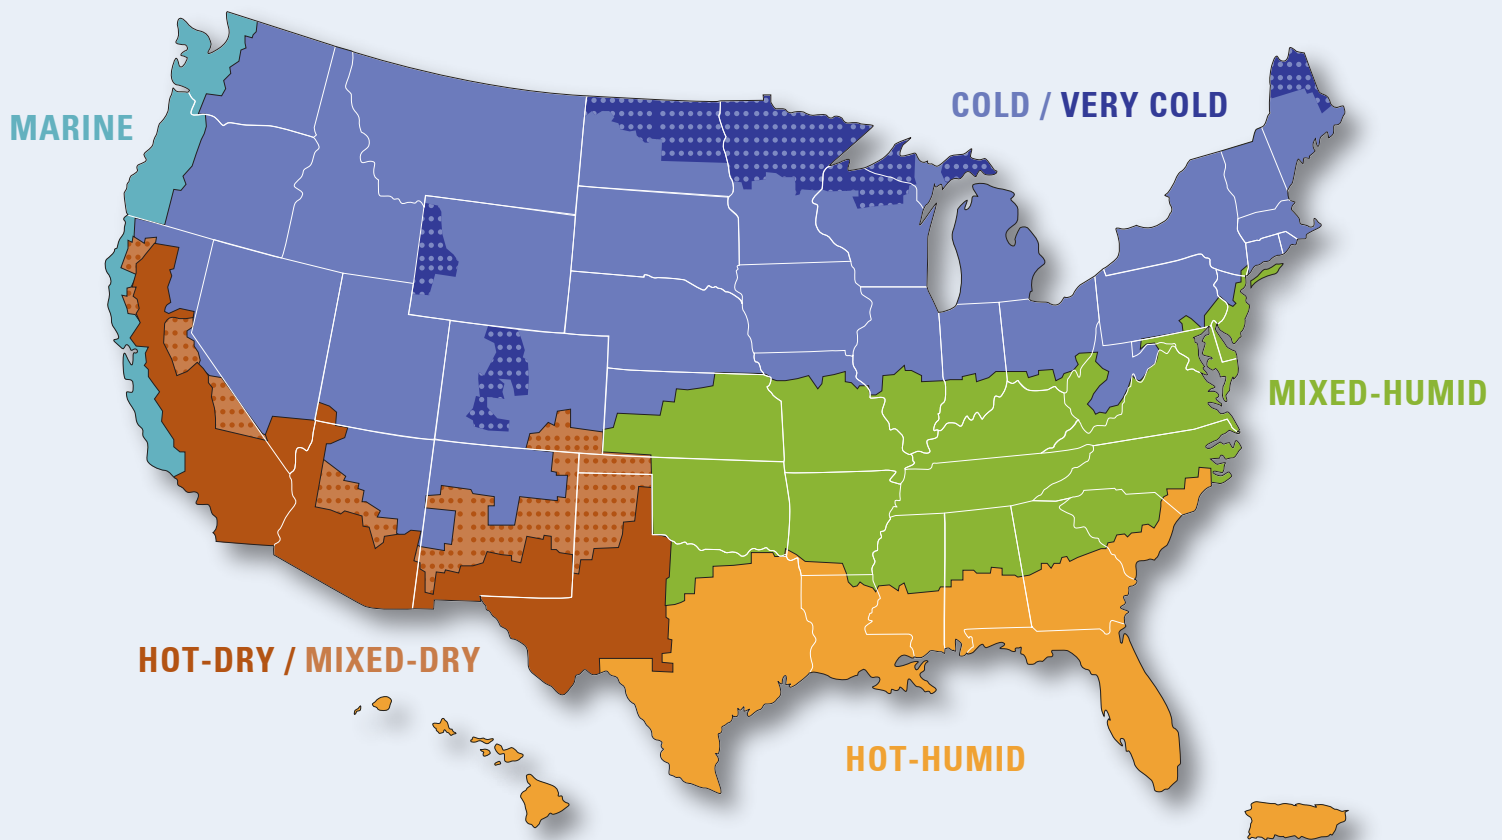 COLD / VERY COLD
MARINE
MIXED-HUMID
HOT-DRY / MIXED-DRY
HOT-HUMID